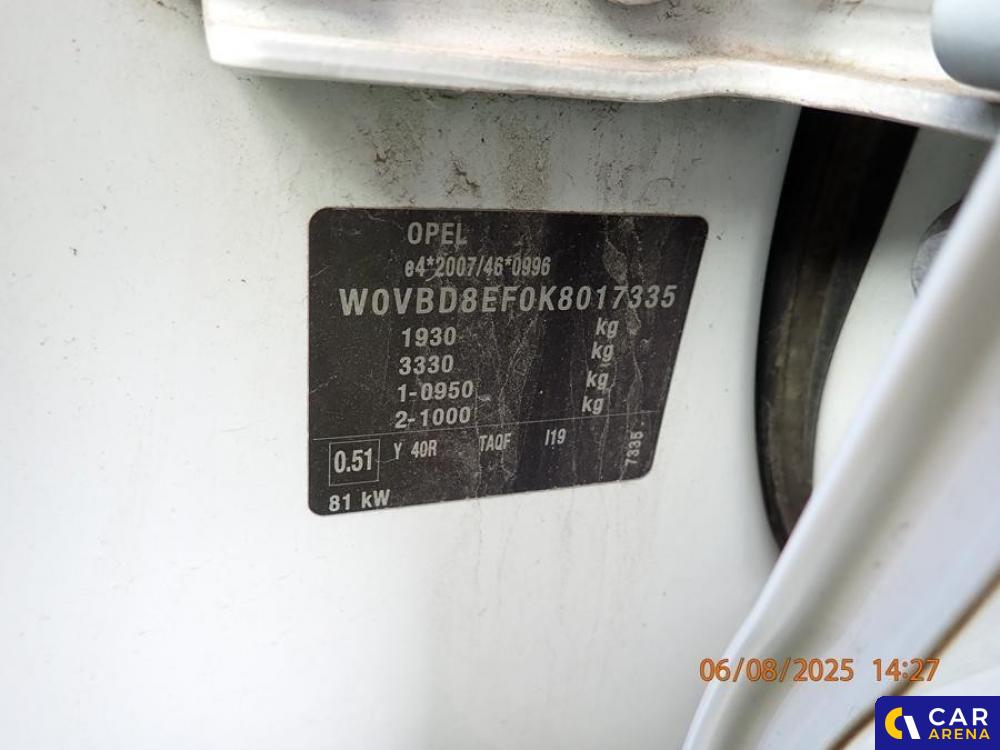 OPEL
e4*2007/46*0996
W0VBD8EF0K8017335
1930 kg
3330 kg
1-0950 kg
2-1000 kg
0.51 Y 40R TAQF I19 7335.
81 kW
06/08/2025 14:27
CAR
ARENA